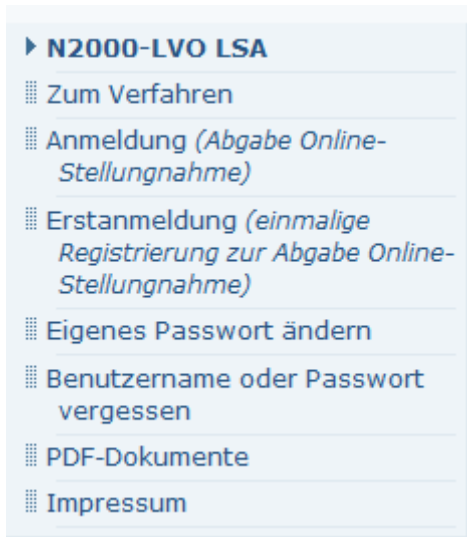 N2000-LVO LSA
Zum Verfahren
Anmeldung (Abgabe Online-
Stellungnahme)
Erstanmeldung (einmalige
Registrierung zur Abgabe Online-
Stellungnahme)
Eigenes Passwort ändern
Benutzername oder Passwort
vergessen
PDF-Dokumente
Impressum